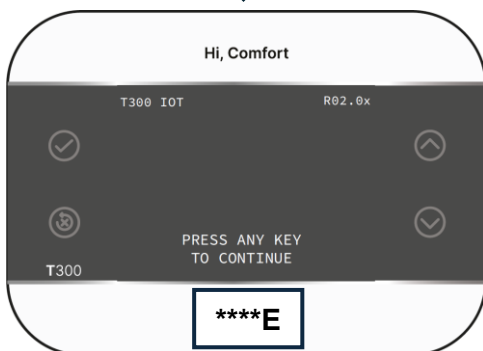 Hi, Comfort
T300 IOT R02.0x
PRESS ANY KEY
TO CONTINUE
T300
****E